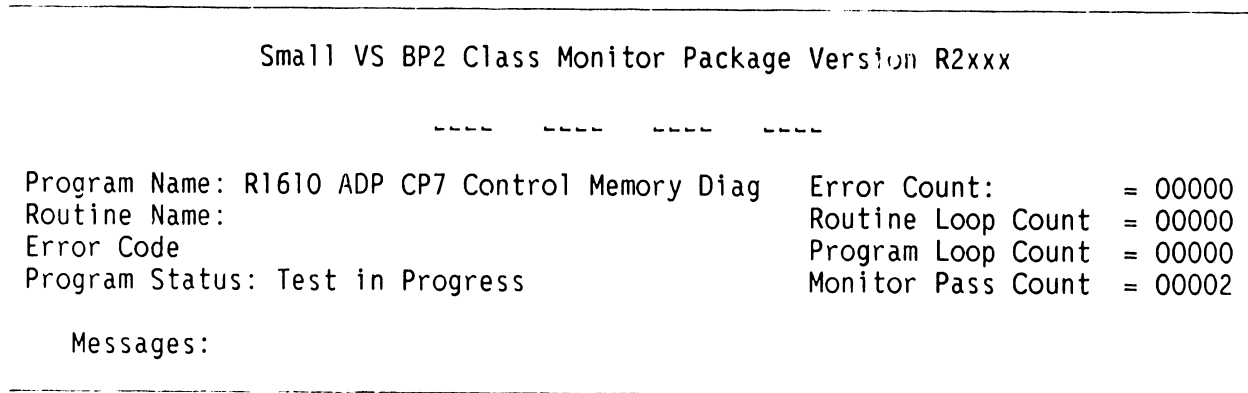 Small VS BP2 Class Monitor Package Version R2xxx
---- ---- ---- ----
Program Name: R1610 ADP CP7 Control Memory Diag Error Count: = 00000
Routine Name: Routine Loop Count = 00000
Error Code Program Loop Count = 00000
Program Status: Test in Progress Monitor Pass Count = 00002
Messages: